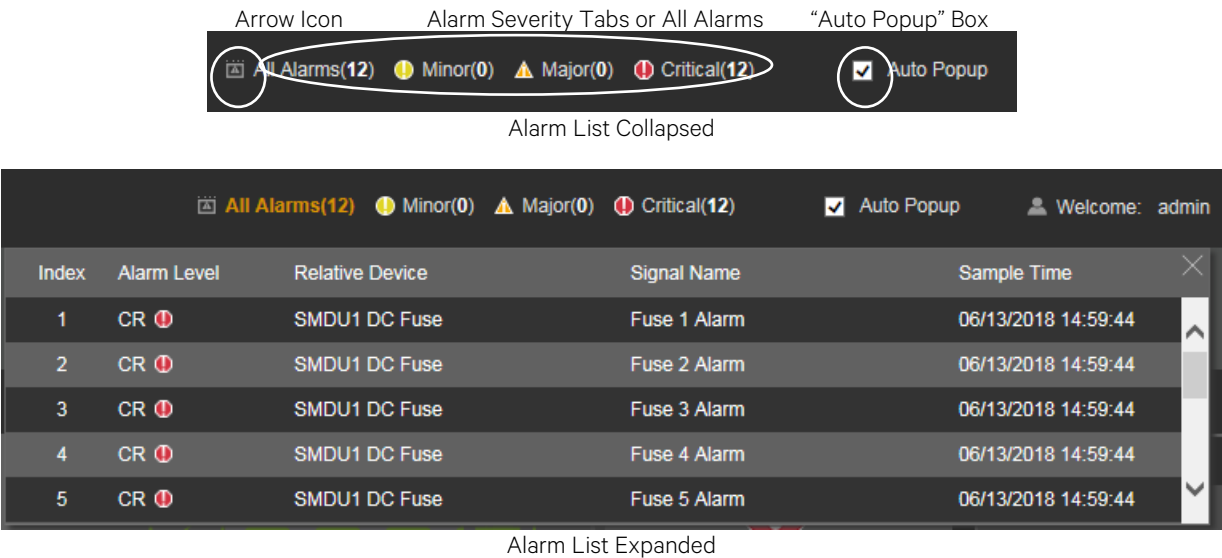 Arrow Icon Alarm Severity Tabs or All Alarms “Auto Popup” Box
All Alarms(12) Minor(0) Major(0) Critical(12) Auto Popup
Alarm List Collapsed
All Alarms(12) Minor(0) Major(0) Critical(12) Auto Popup Welcome: admin
Index Alarm Level Relative Device Signal Name Sample Time
1 CR SMDU1 DC Fuse Fuse 1 Alarm 06/13/2018 14:59:44
2 CR SMDU1 DC Fuse Fuse 2 Alarm 06/13/2018 14:59:44
3 CR SMDU1 DC Fuse Fuse 3 Alarm 06/13/2018 14:59:44
4 CR SMDU1 DC Fuse Fuse 4 Alarm 06/13/2018 14:59:44
5 CR SMDU1 DC Fuse Fuse 5 Alarm 06/13/2018 14:59:44
Alarm List Expanded